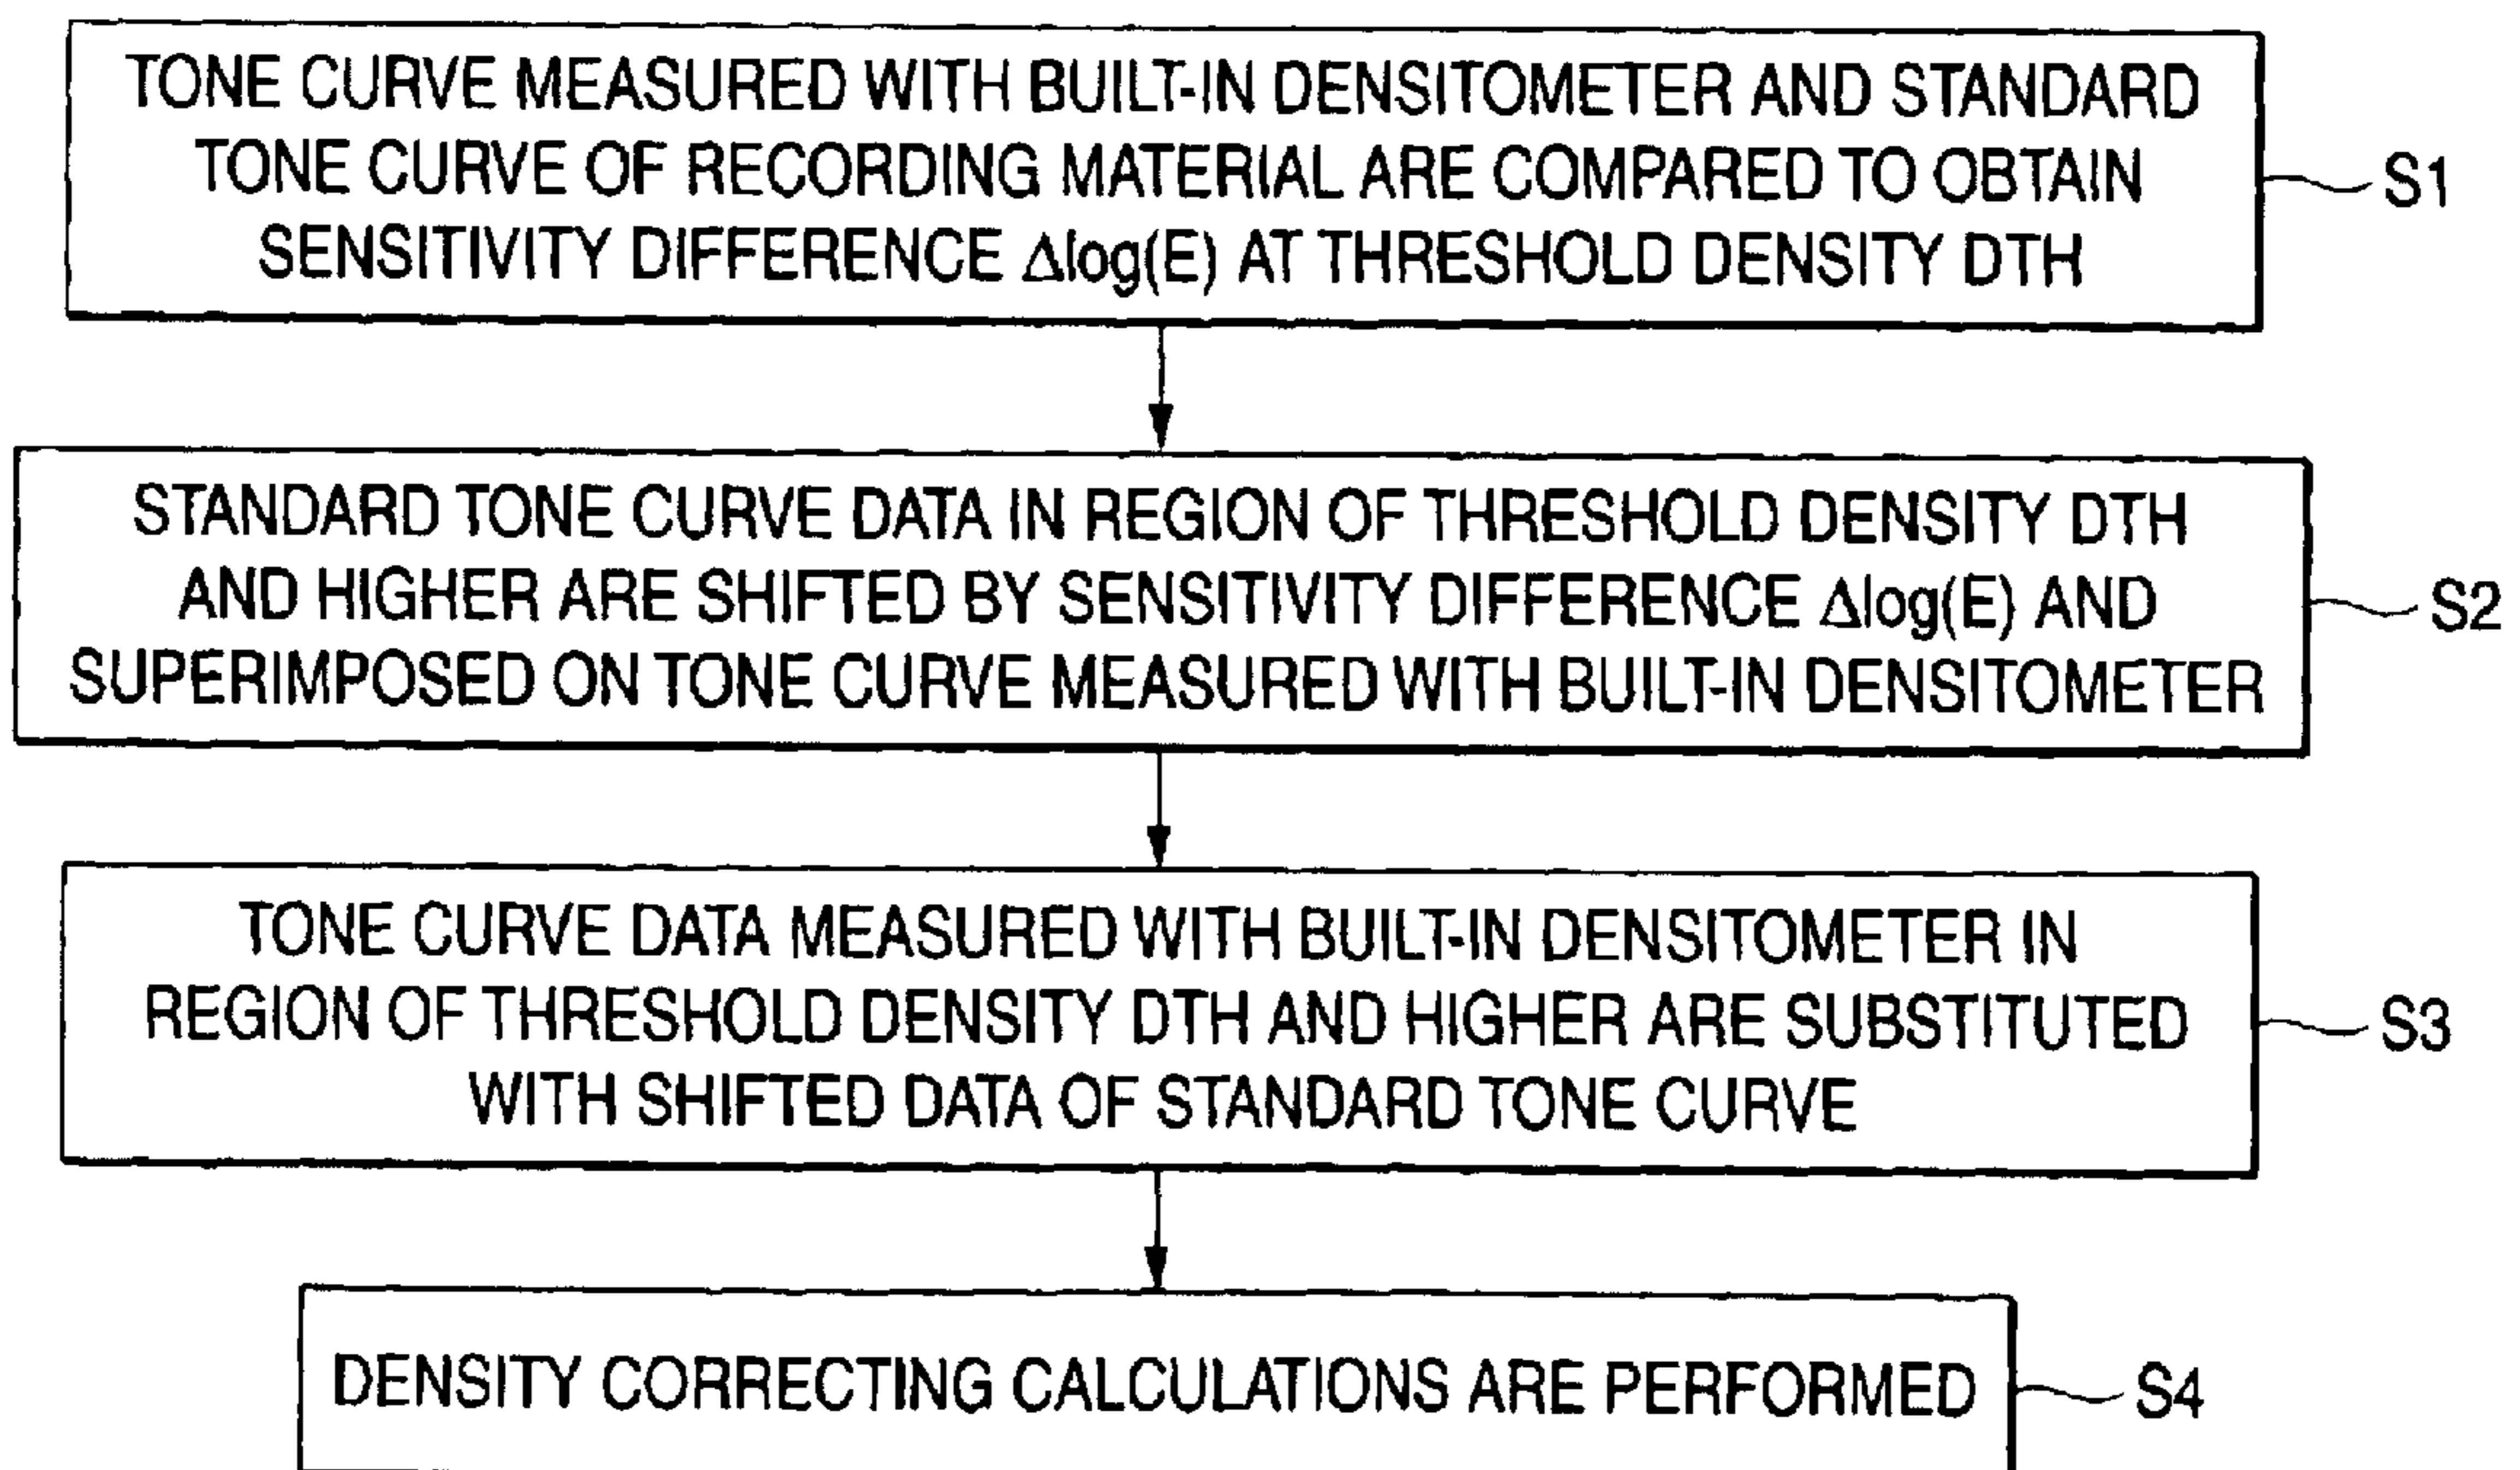 TONE CURVE MEASURED WITH BUILT-IN DENSITOMETER AND STANDARD
TONE CURVE OF RECORDING MATERIAL ARE COMPARED TO OBTAIN
SENSITIVITY DIFFERENCE Δlog(E) AT THRESHOLD DENSITY DTH
S1
STANDARD TONE CURVE DATA IN REGION OF THRESHOLD DENSITY DTH
AND HIGHER ARE SHIFTED BY SENSITIVITY DIFFERENCE Δlog(E) AND
SUPERIMPOSED ON TONE CURVE MEASURED WITH BUILT-IN DENSITOMETER
S2
TONE CURVE DATA MEASURED WITH BUILT-IN DENSITOMETER IN
REGION OF THRESHOLD DENSITY DTH AND HIGHER ARE SUBSTITUTED
WITH SHIFTED DATA OF STANDARD TONE CURVE
S3
DENSITY CORRECTING CALCULATIONS ARE PERFORMED
S4